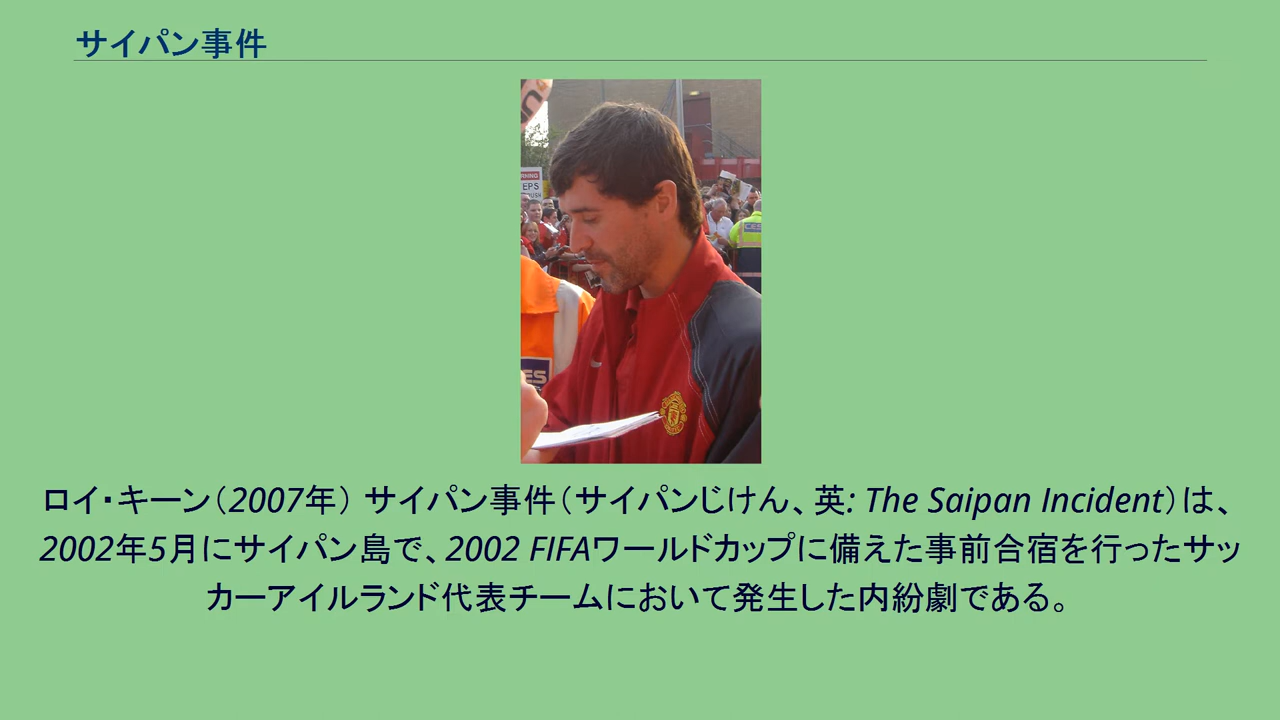 サイパン事件
WARNING
EPS
CES
ES
ロイ・キーン（2007年） サイパン事件（サイパンじけん、英: The Saipan Incident）は、
2002年5月にサイパン島で、2002 FIFAワールドカップに備えた事前合宿を行ったサッ
カーアイルランド代表チームにおいて発生した内紛劇である。